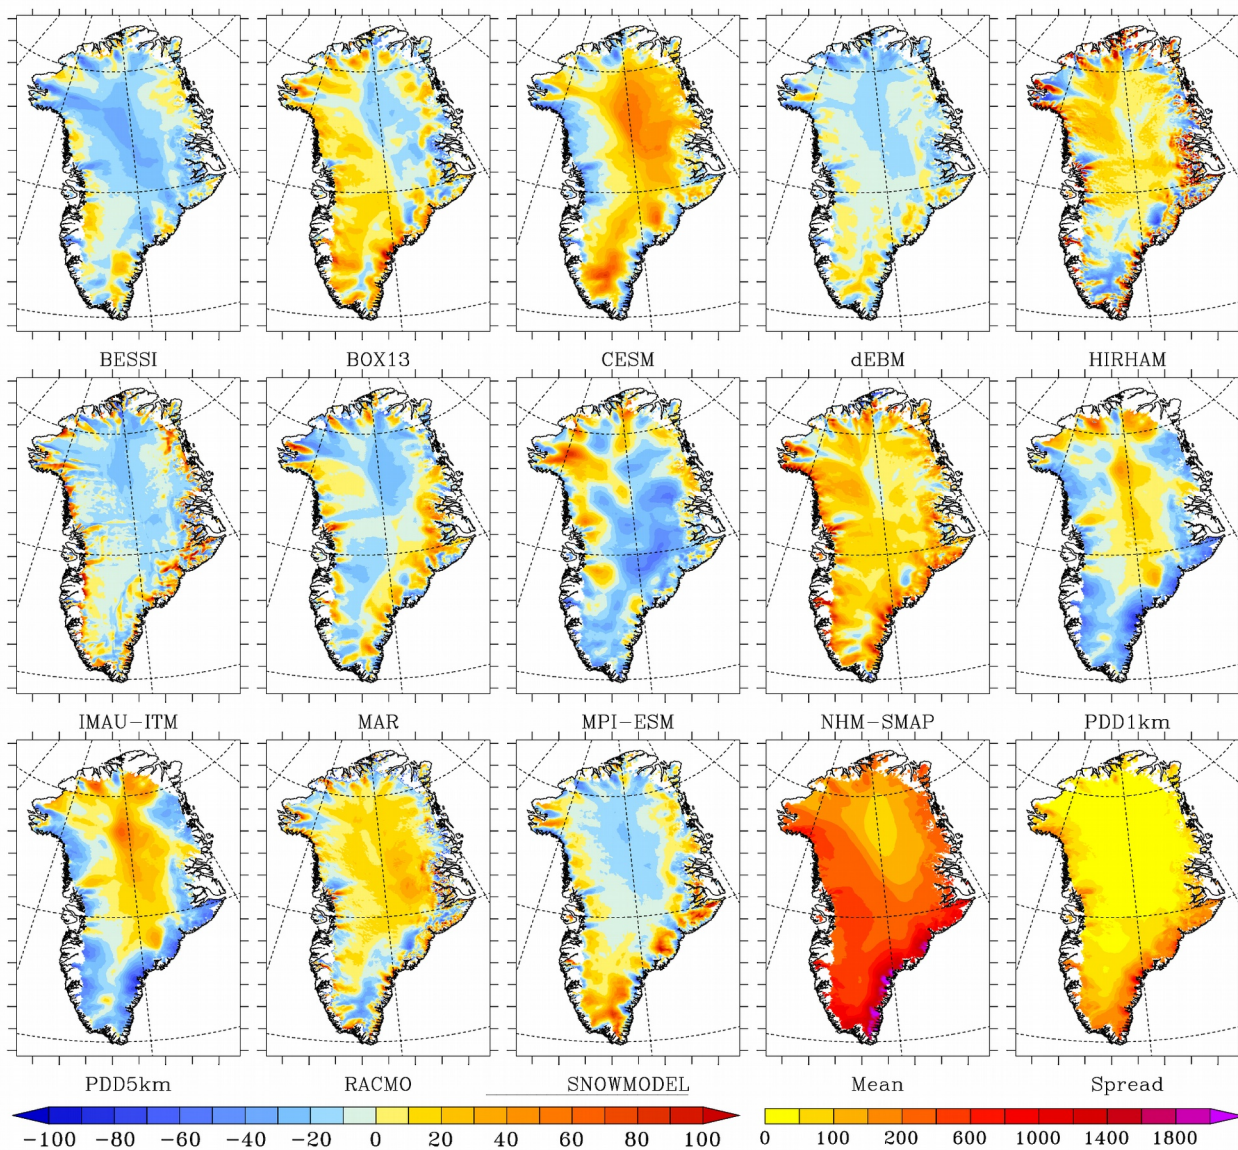 BESSI BOX13 CESM dEBM HIRHAM
IMAU-ITM MAR MPI-ESM NHM-SMAP PDD1km
PDD5km RACMO SNOWMODEL Mean Spread
-100 -80 -60 -40 -20 0 20 40 60 80 100
0 100 200 600 1000 1400 1800